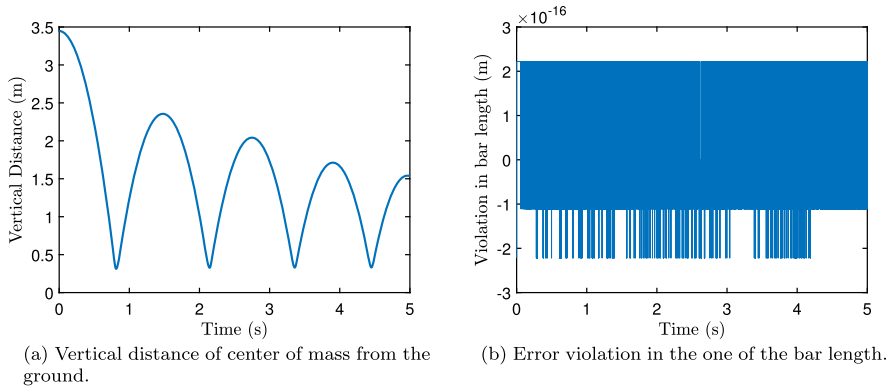 3.5
3
2.5
2
1.5
1
0.5
0
Vertical Distance (m)
0 1 2 3 4 5
Time (s)
(a) Vertical distance of center of mass from the
ground.
×10⁻¹⁶
3
2
1
0
-1
-2
-3
Violation in bar length (m)
0 1 2 3 4 5
Time (s)
(b) Error violation in the one of the bar length.